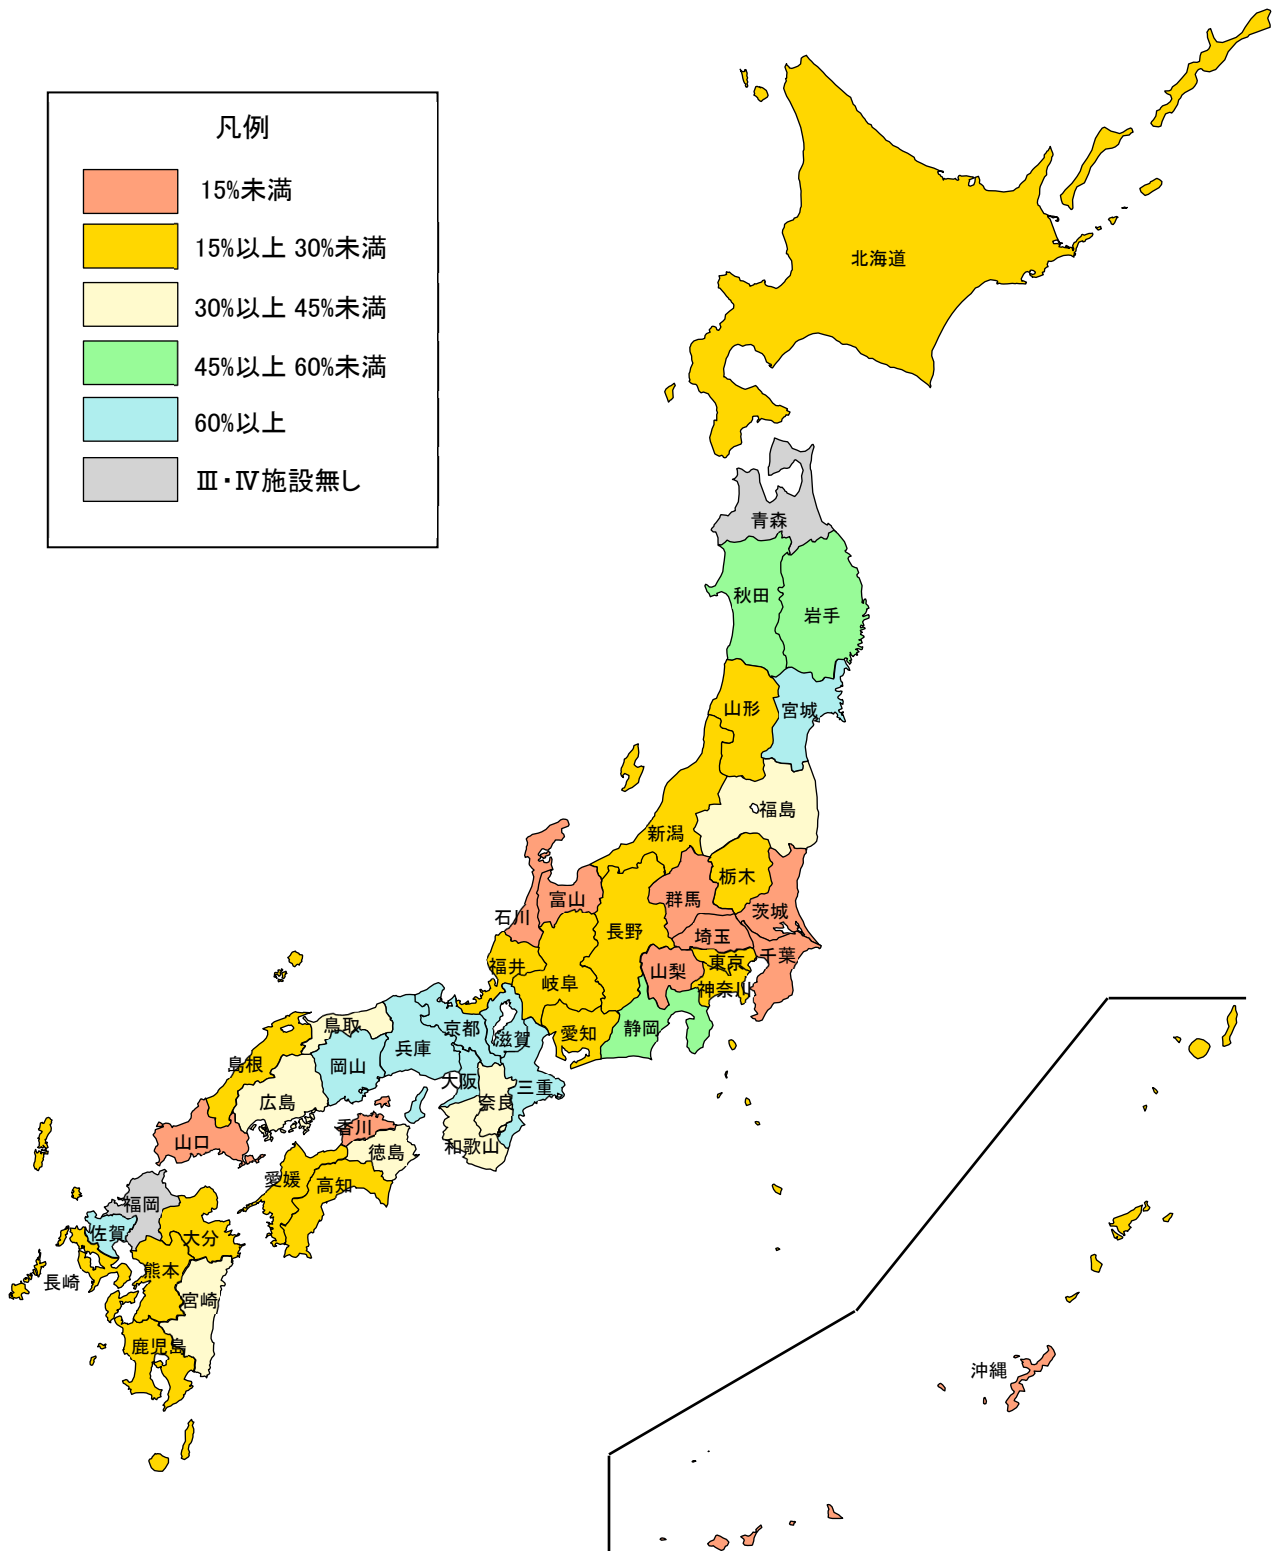 凡例
15%未満
15%以上 30%未満
30%以上 45%未満
45%以上 60%未満
60%以上
Ⅲ・Ⅳ施設無し
北海道
青森
秋田
岩手
山形
宮城
福島
新潟
栃木
群馬
富山
茨城
石川
長野
埼玉
千葉
東京
福井
山梨
岐阜
神奈川
鳥取
京都
静岡
愛知
滋賀
兵庫
島根
岡山
大阪
三重
広島
奈良
香川
山口
和歌山
徳島
愛媛
高知
福岡
佐賀
大分
熊本
長崎
宮崎
鹿児島
沖縄